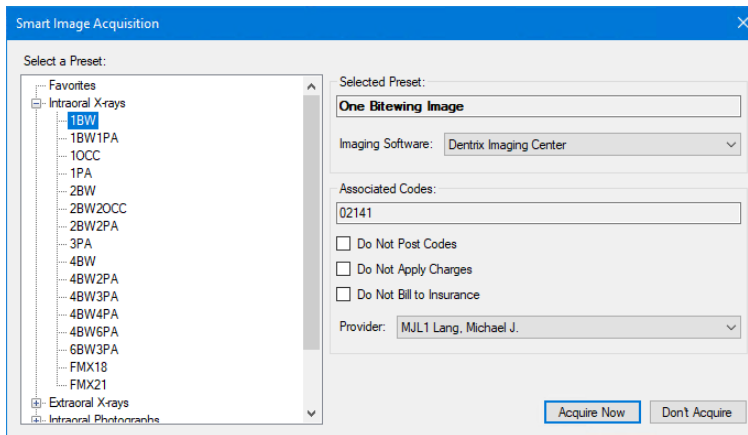 Smart Image Acquisition
Select a Preset:
Favorites
Intraoral X-rays
1BW
1BW1PA
1OCC
1PA
2BW
2BW2OCC
2BW2PA
3PA
4BW
4BW2PA
4BW3PA
4BW4PA
4BW6PA
6BW3PA
FMX18
FMX21
Extraoral X-rays
Intraoral Photographs
Selected Preset:
One Bitewing Image
Imaging Software: Dentrix Imaging Center
Associated Codes:
02141
Do Not Post Codes
Do Not Apply Charges
Do Not Bill to Insurance
Provider: MJL1 Lang, Michael J.
Acquire Now Don't Acquire